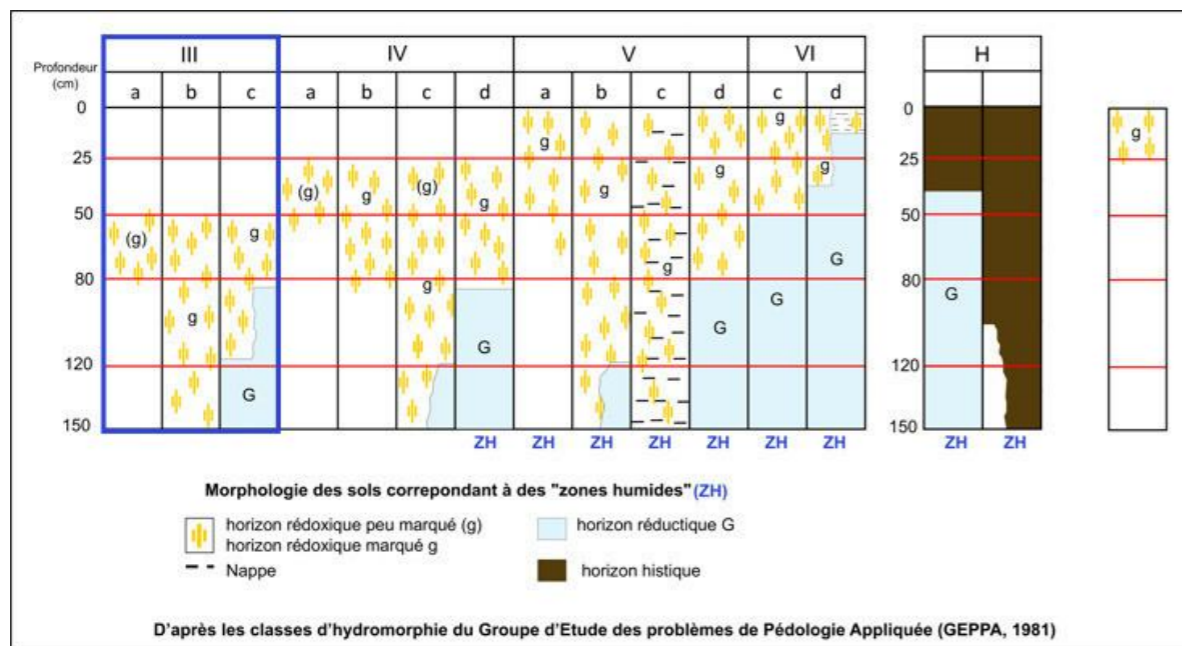 III IV V VI H
Profondeur
(cm)
a b c a b c d a b c d c d
0 0
g g g g
25 25
g
(g) g (g) g g g
50 50
(g) g g
G
80 g g G 80
g G G G
120 120
G
150 150
ZH ZH ZH ZH ZH ZH ZH ZH ZH
Morphologie des sols correpondant à des "zones humides" (ZH)
horizon rédoxique peu marqué (g) horizon réductique G
horizon rédoxique marqué g
Nappe horizon histique
D'après les classes d'hydromorphie du Groupe d'Etude des problèmes de Pédologie Appliquée (GEPPA, 1981)